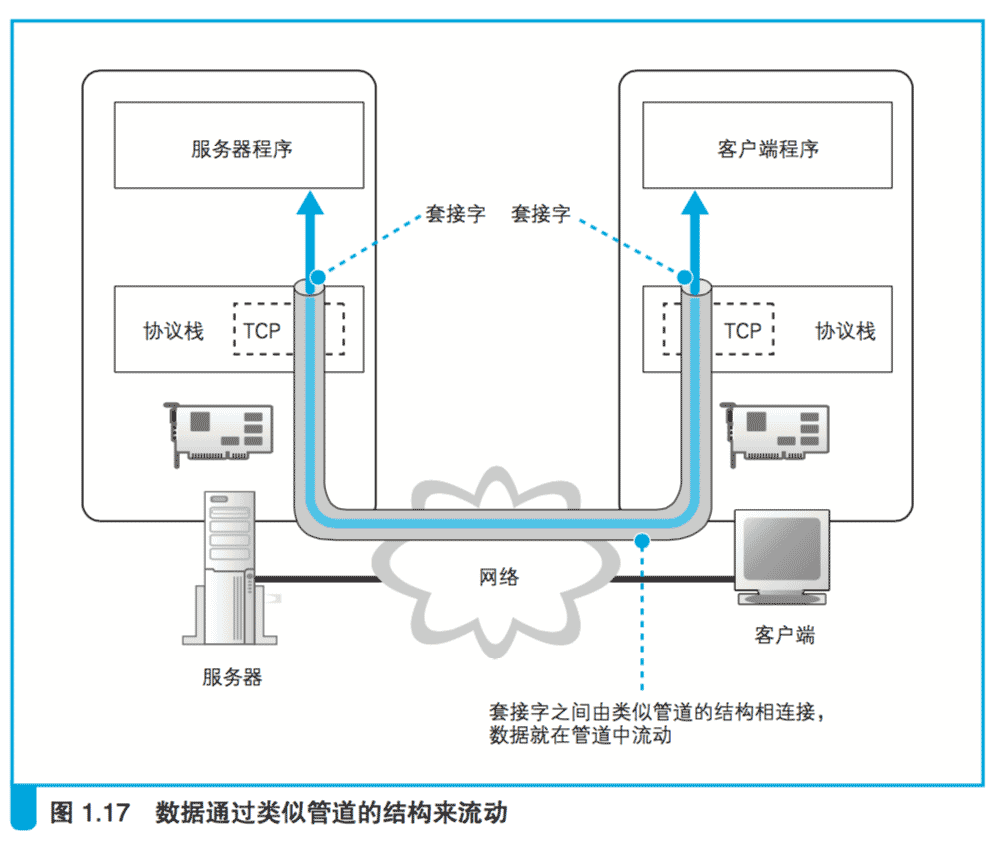 服务器程序
客户端程序
套接字
套接字
协议栈
TCP
TCP
协议栈
网络
服务器
客户端
套接字之间由类似管道的结构相连接，
数据就在管道中流动
图 1.17 数据通过类似管道的结构来流动